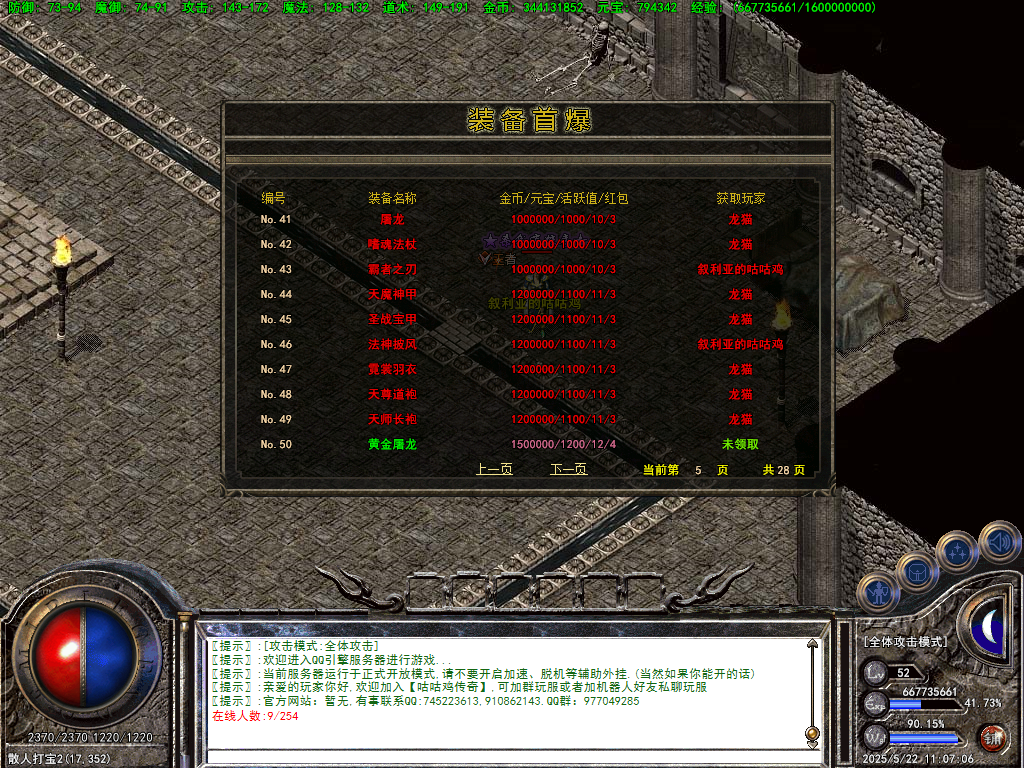 防御: 73-94 魔御: 74-91 攻击: 143-172 魔法: 128-132 道术: 149-191 金币: 344131852 元宝: 794342 经验: (667735661/1600000000)
装备首爆
编号 装备名称 金币/元宝/活跃值/红包 获取玩家
No.41 屠龙 1000000/1000/10/3 龙猫
No.42 嗜魂法杖 1000000/1000/10/3 龙猫
王者
No.43 霸者之刃 1000000/1000/10/3 叙利亚的咕咕鸡
No.44 天魔神甲 1200000/1100/11/3 龙猫
叙利亚的咕咕鸡
No.45 圣战宝甲 1200000/1100/11/3 龙猫
No.46 法神披风 1200000/1100/11/3 叙利亚的咕咕鸡
No.47 霓裳羽衣 1200000/1100/11/3 龙猫
No.48 天尊道袍 1200000/1100/11/3 龙猫
No.49 天师长袍 1200000/1100/11/3 龙猫
No.50 黄金屠龙 1500000/1200/12/4 未领取
上一页 下一页 当前第 5 页 共 28 页
〖提示〗:[攻击模式:全体攻击]
〖提示〗:欢迎进入QQ引擎服务器进行游戏...
〖提示〗:当前服务器运行于正式开放模式,请不要开启加速、脱机等辅助外挂.(当然如果你能开的话)
〖提示〗:亲爱的玩家你好,欢迎加入【咕咕鸡传奇】,可加群玩服或者加机器人好友私聊玩服
〖提示〗:官方网站: 暂无,有事联系QQ:745223613,910862143,QQ群: 977049285
在线人数:9/254
2370/2370 1220/1220
散人打宝2(17,352)
[全体攻击模式]
Lv 52
667735661
Exp 41.73%
90.15%
W
2025/5/22 11:07:06